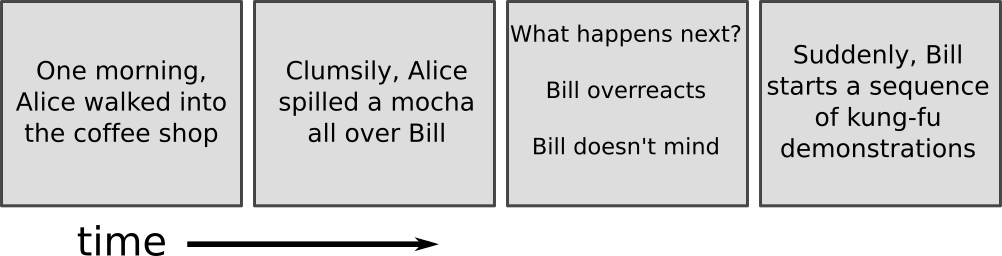 One morning,
Alice walked into
the coffee shop
Clumsily, Alice
spilled a mocha
all over Bill
What happens next?
Bill overreacts
Bill doesn't mind
Suddenly, Bill
starts a sequence
of kung-fu
demonstrations
time